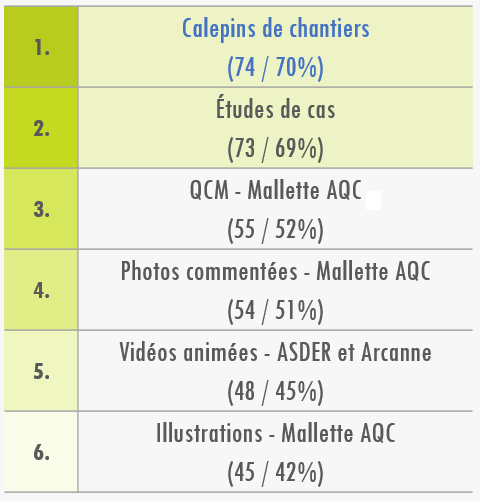 1.
Calepins de chantiers
(74 / 70%)
2.
Études de cas
(73 / 69%)
3.
QCM - Mallette AQC
(55 / 52%)
4.
Photos commentées - Mallette AQC
(54 / 51%)
5.
Vidéos animées - ASDER et Arcanne
(48 / 45%)
6.
Illustrations - Mallette AQC
(45 / 42%)